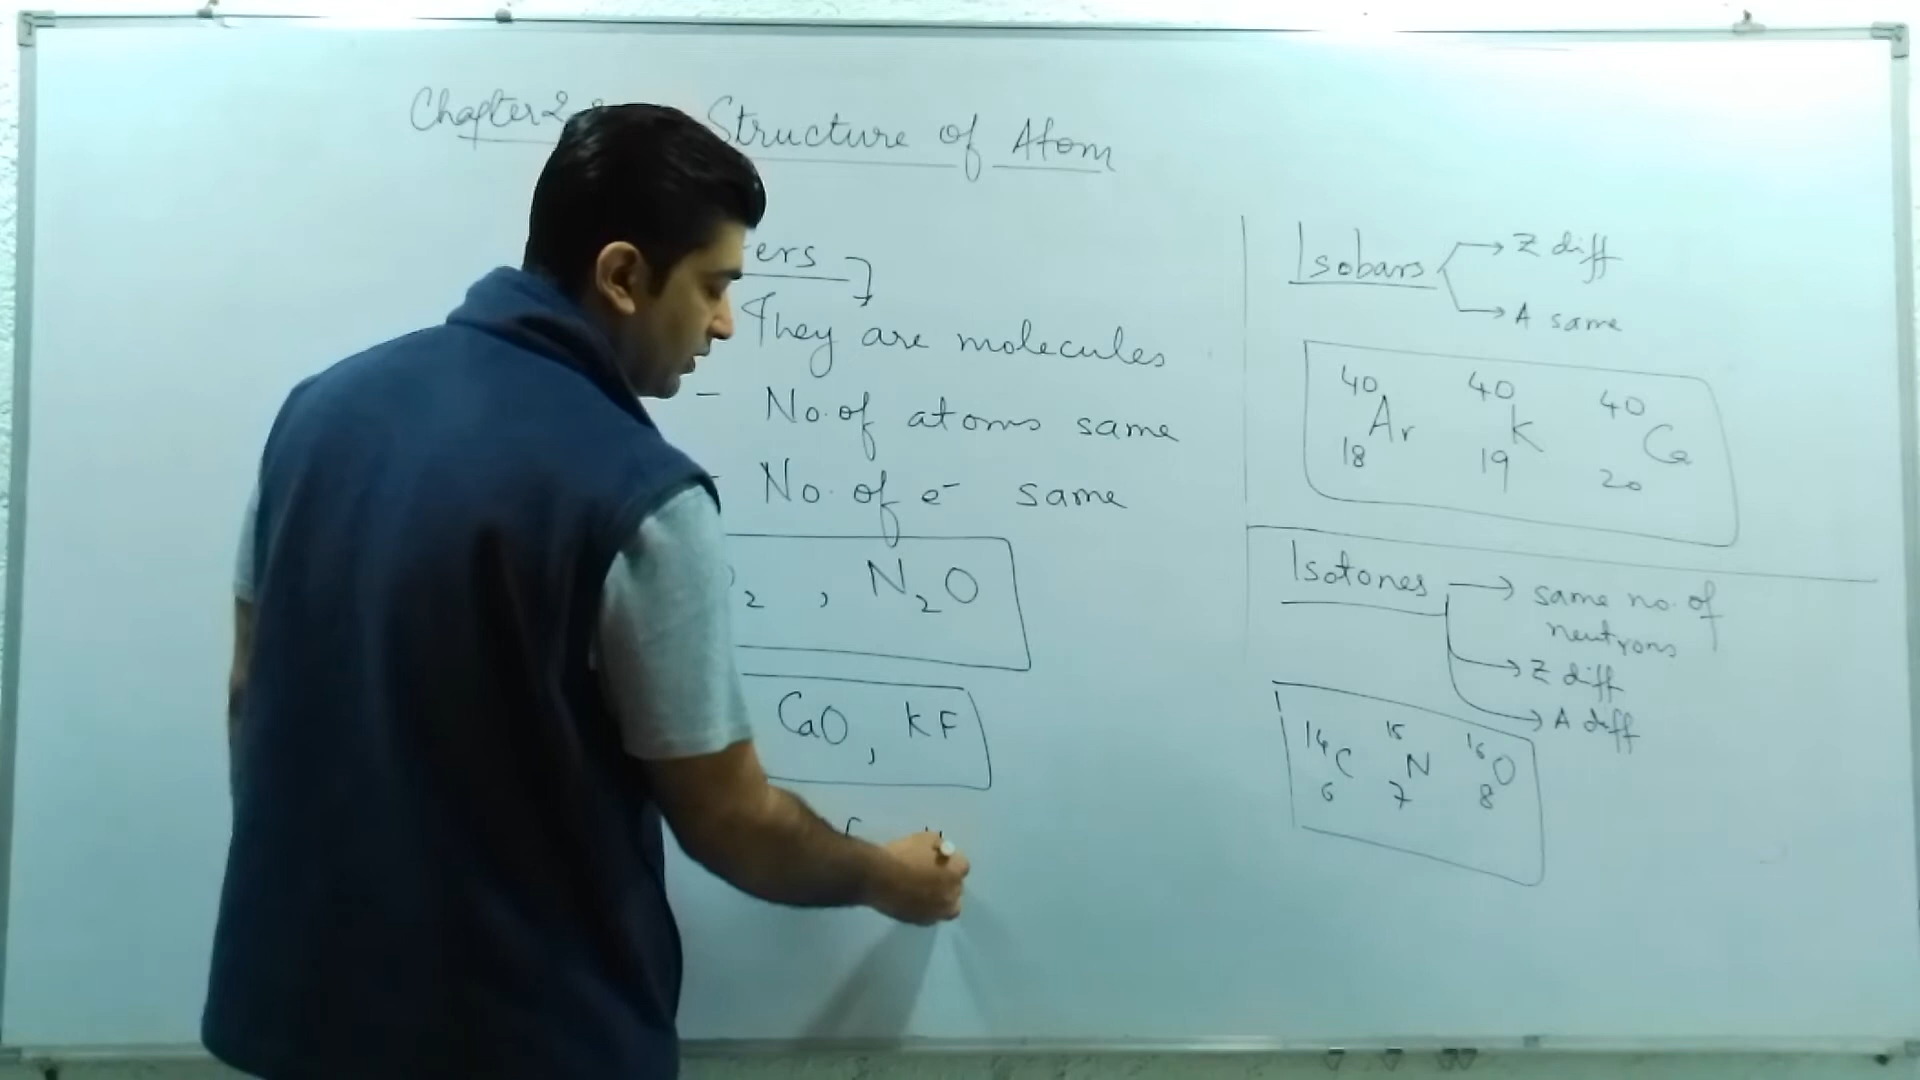 Chapter 2 Structure of Atom
ers
They are molecules
- No. of atoms same
- No. of e⁻ same
₂ , N₂O
CaO, KF
Isobars → Z diff
→ A same
40 40 40
Ar K Ca
18 19 20
Isotones → same no. of
neutrons
→ Z diff
→ A diff
14 15 16
C N O
6 7 8